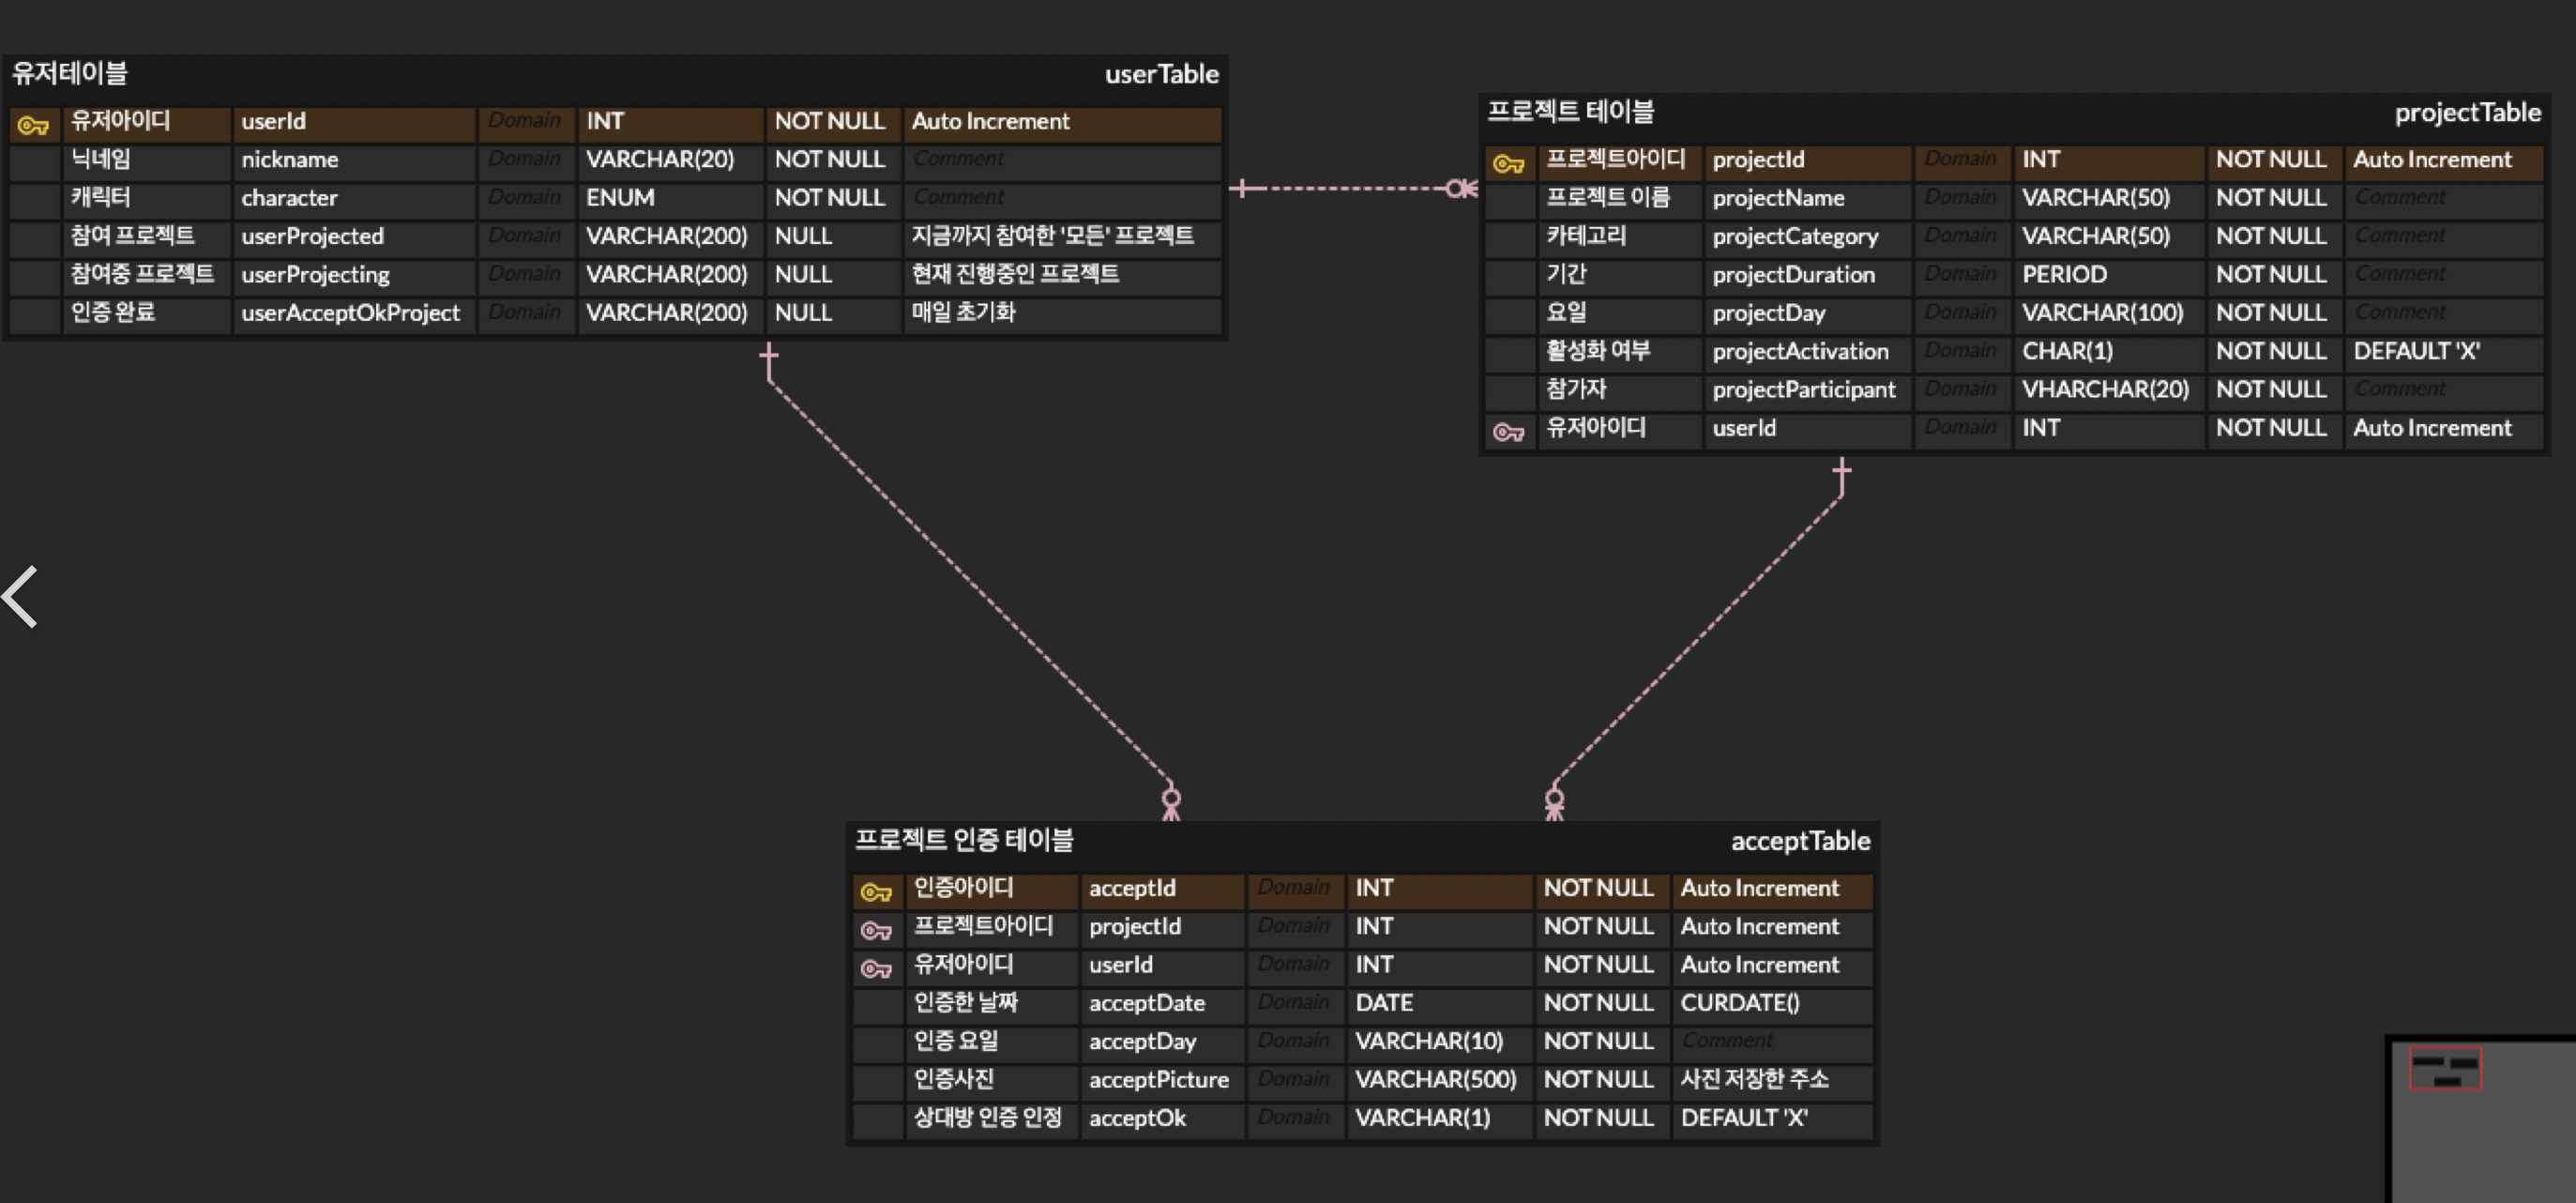 유저테이블 userTable
유저아이디 userId Domain INT NOT NULL Auto Increment
닉네임 nickname Domain VARCHAR(20) NOT NULL Comment
캐릭터 character Domain ENUM NOT NULL Comment
참여 프로젝트 userProjected Domain VARCHAR(200) NULL 지금까지 참여한 '모든' 프로젝트
참여중 프로젝트 userProjecting Domain VARCHAR(200) NULL 현재 진행중인 프로젝트
인증 완료 userAcceptOkProject Domain VARCHAR(200) NULL 매일 초기화
프로젝트 테이블 projectTable
프로젝트아이디 projectId Domain INT NOT NULL Auto Increment
프로젝트 이름 projectName Domain VARCHAR(50) NOT NULL Comment
카테고리 projectCategory Domain VARCHAR(50) NOT NULL Comment
기간 projectDuration Domain PERIOD NOT NULL Comment
요일 projectDay Domain VARCHAR(100) NOT NULL Comment
활성화 여부 projectActivation Domain CHAR(1) NOT NULL DEFAULT 'X'
참가자 projectParticipant Domain VHARCHAR(20) NOT NULL Comment
유저아이디 userId Domain INT NOT NULL Auto Increment
프로젝트 인증 테이블 acceptTable
인증아이디 acceptId Domain INT NOT NULL Auto Increment
프로젝트아이디 projectId Domain INT NOT NULL Auto Increment
유저아이디 userId Domain INT NOT NULL Auto Increment
인증한 날짜 acceptDate Domain DATE NOT NULL CURDATE()
인증 요일 acceptDay Domain VARCHAR(10) NOT NULL Comment
인증사진 acceptPicture Domain VARCHAR(500) NOT NULL 사진 저장한 주소
상대방 인증 인정 acceptOk Domain VARCHAR(1) NOT NULL DEFAULT 'X'